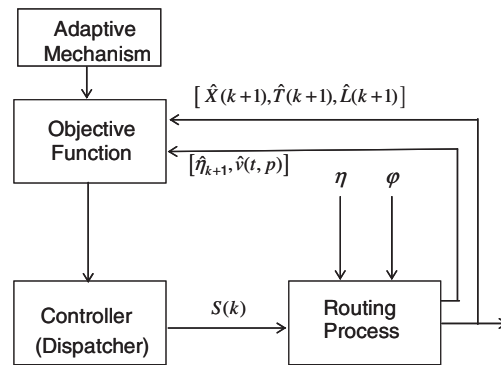 Adaptive
Mechanism
[X̂(k+1),T̂(k+1),L̂(k+1)]
Objective
Function
[η̂ₖ₊₁,v̂(t,p)]
η φ
Controller
(Dispatcher)
S(k)
Routing
Process